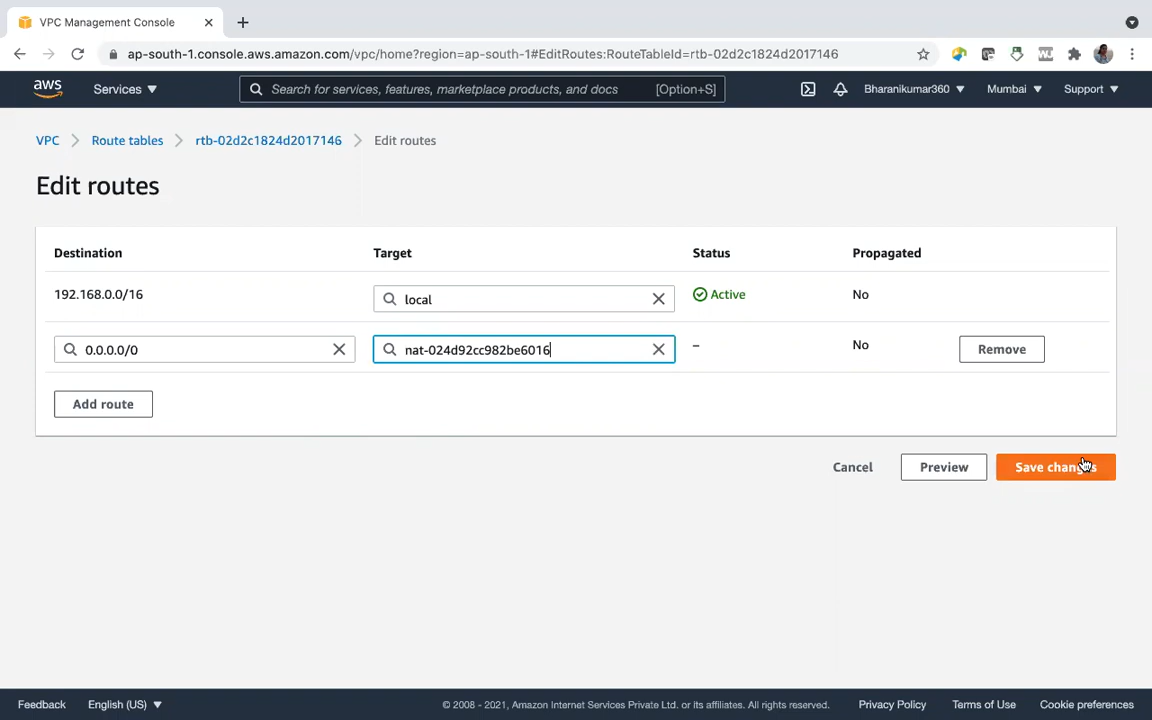 VPC Management Console
ap-south-1.console.aws.amazon.com/vpc/home?region=ap-south-1#EditRoutes:RouteTableId=rtb-02d2c1824d2017146
aws Services Search for services, features, marketplace products, and docs [Option+S] Bharanikumar360 Mumbai Support
VPC Route tables rtb-02d2c1824d2017146 Edit routes
Edit routes
Destination Target Status Propagated
192.168.0.0/16 local Active No
0.0.0.0/0 nat-024d92cc982be6016 – No Remove
Add route
Cancel Preview Save changes
Feedback English (US) © 2008 - 2021, Amazon Internet Services Private Ltd. or its affiliates. All rights reserved. Privacy Policy Terms of Use Cookie preferences